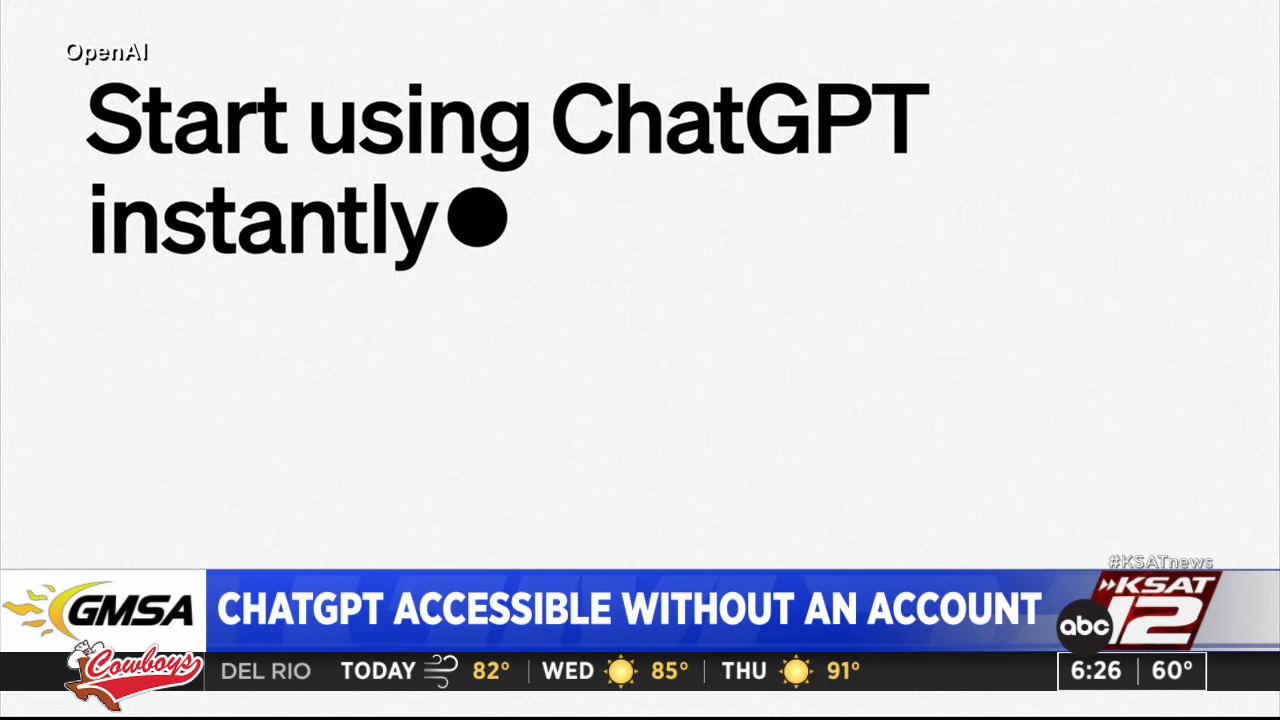 OpenAI
Start using ChatGPT
instantly
#KSATnews
GMSA
CHATGPT ACCESSIBLE WITHOUT AN ACCOUNT
abc
KSAT
12
Cowboys
DEL RIO TODAY 82° WED 85° THU 91°
6:26 60°